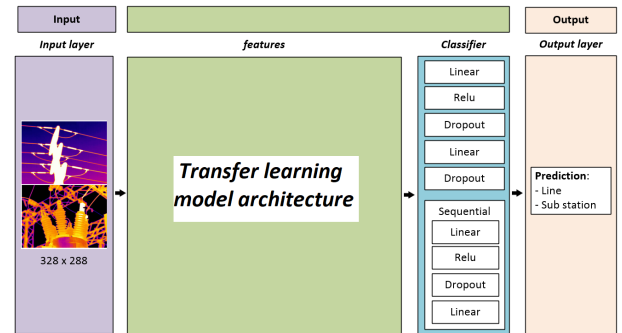 Input
Output
Input layer
features
Classifier
Output layer
Linear
Relu
Dropout
Linear
Dropout
Sequential
Linear
Relu
Dropout
Linear
Transfer learning
model architecture
328 x 288
Prediction:
- Line
- Sub station